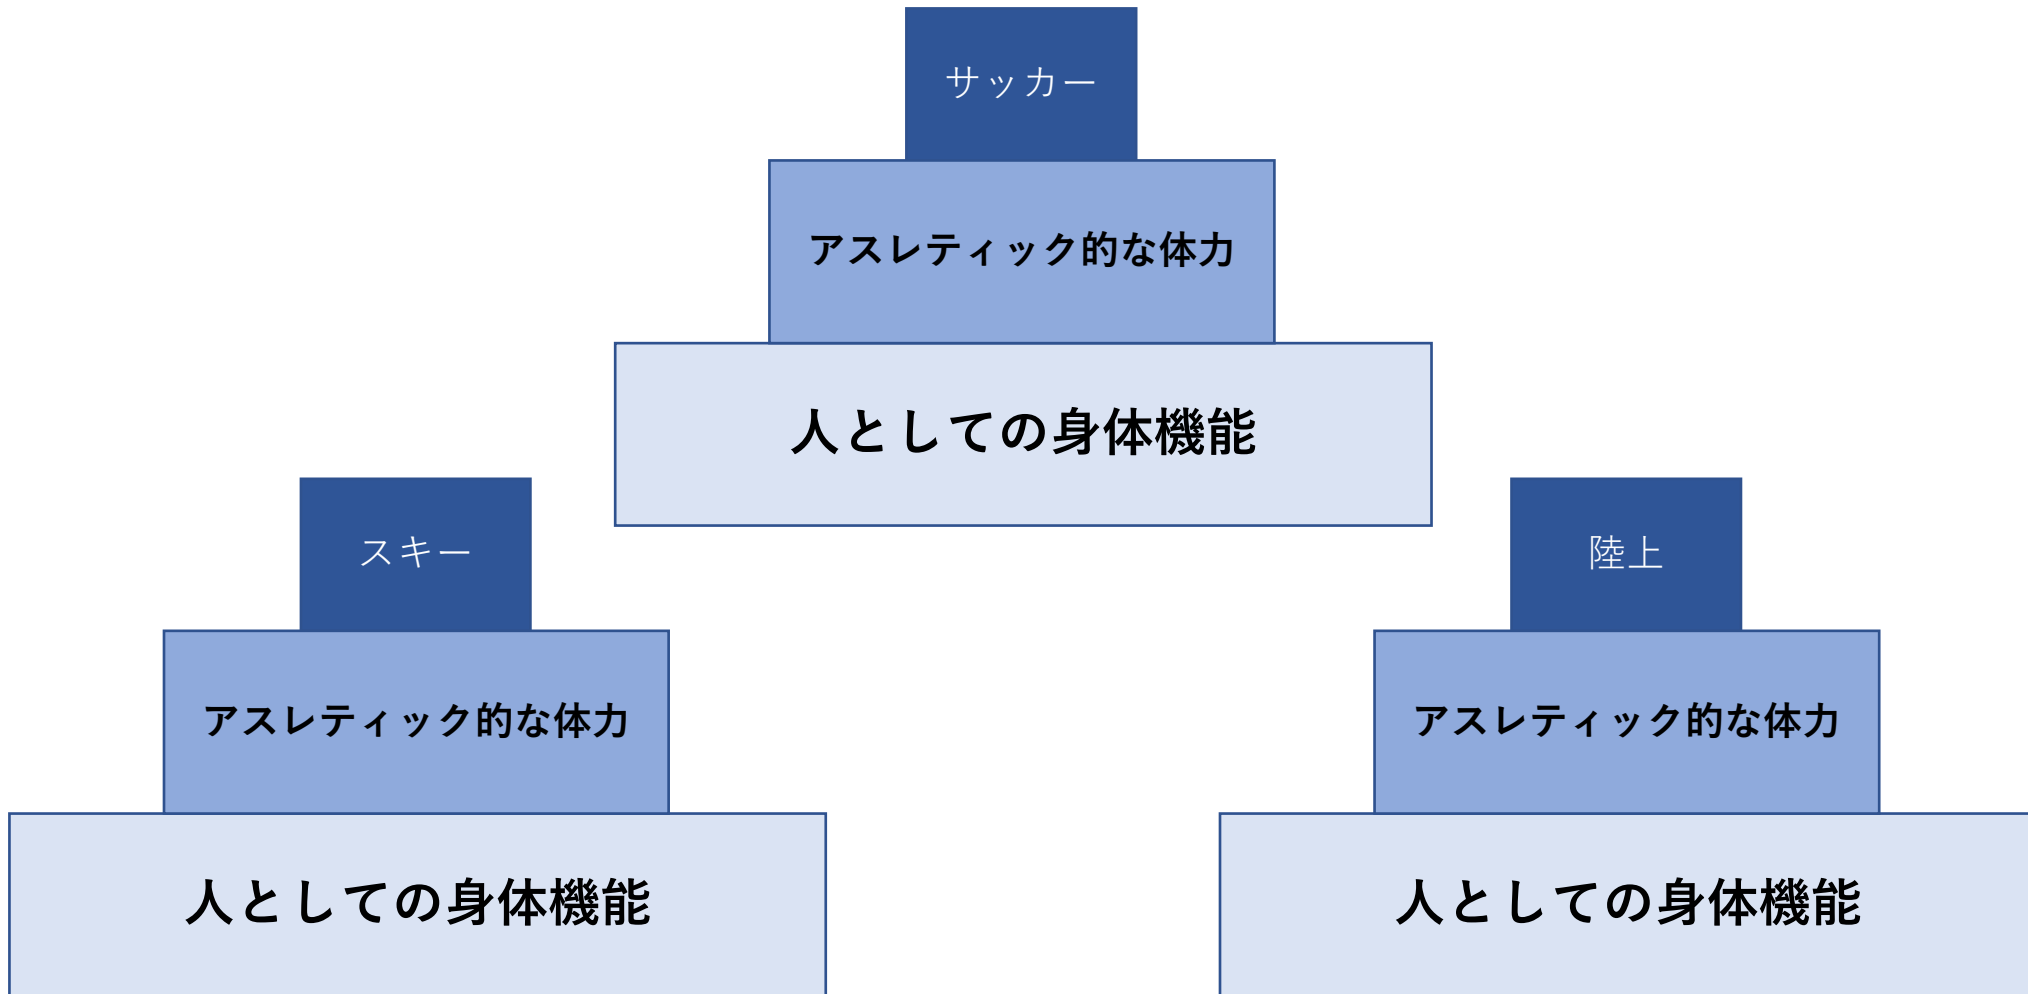 サッカー
アスレティック的な体力
人としての身体機能
スキー
アスレティック的な体力
人としての身体機能
陸上
アスレティック的な体力
人としての身体機能